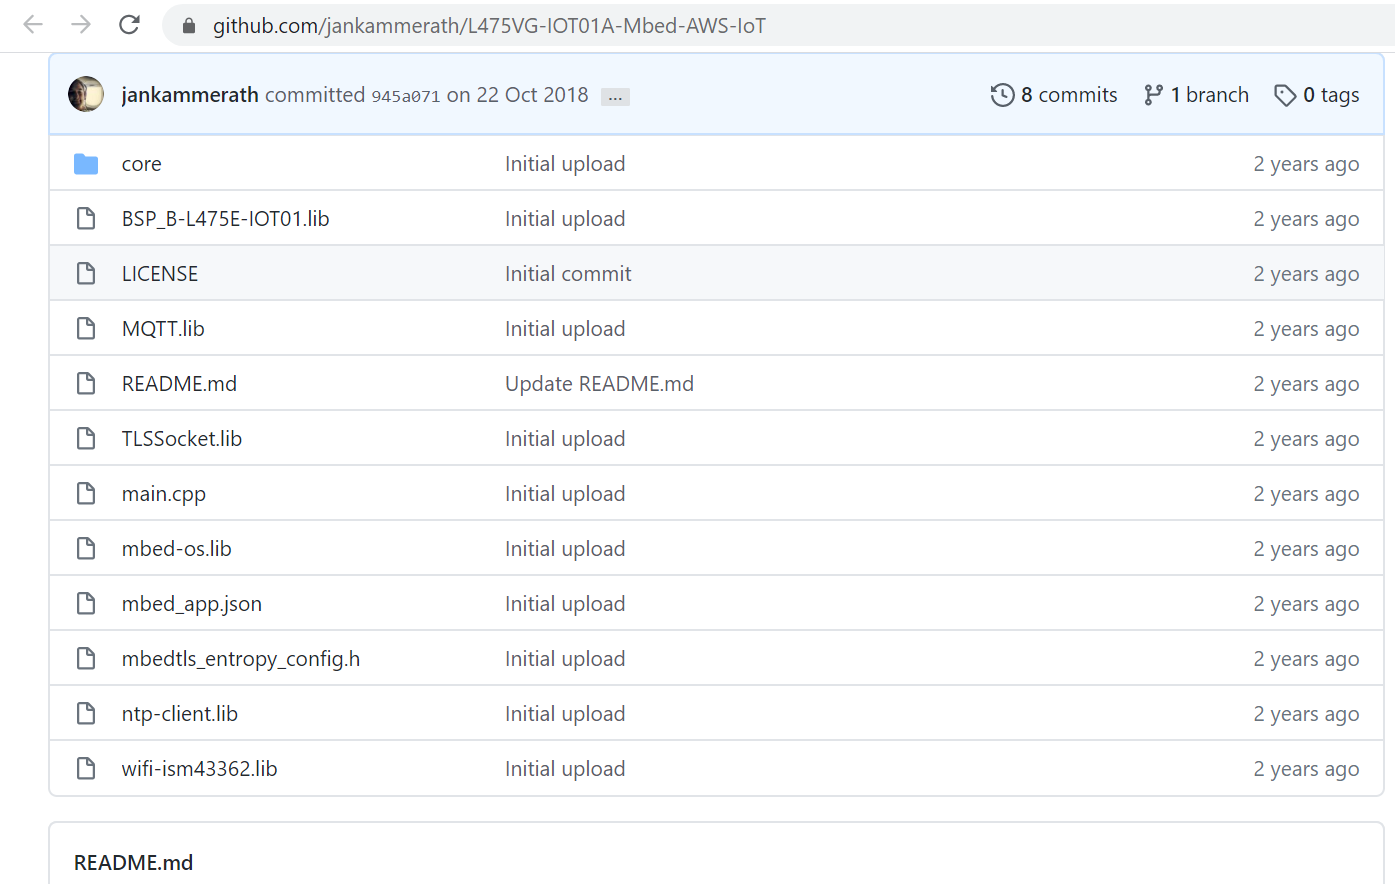 github.com/jankammerath/L475VG-IOT01A-Mbed-AWS-IoT
jankammerath committed 945a071 on 22 Oct 2018 ... 8 commits 1 branch 0 tags
core Initial upload 2 years ago
BSP_B-L475E-IOT01.lib Initial upload 2 years ago
LICENSE Initial commit 2 years ago
MQTT.lib Initial upload 2 years ago
README.md Update README.md 2 years ago
TLSSocket.lib Initial upload 2 years ago
main.cpp Initial upload 2 years ago
mbed-os.lib Initial upload 2 years ago
mbed_app.json Initial upload 2 years ago
mbedtls_entropy_config.h Initial upload 2 years ago
ntp-client.lib Initial upload 2 years ago
wifi-ism43362.lib Initial upload 2 years ago
README.md